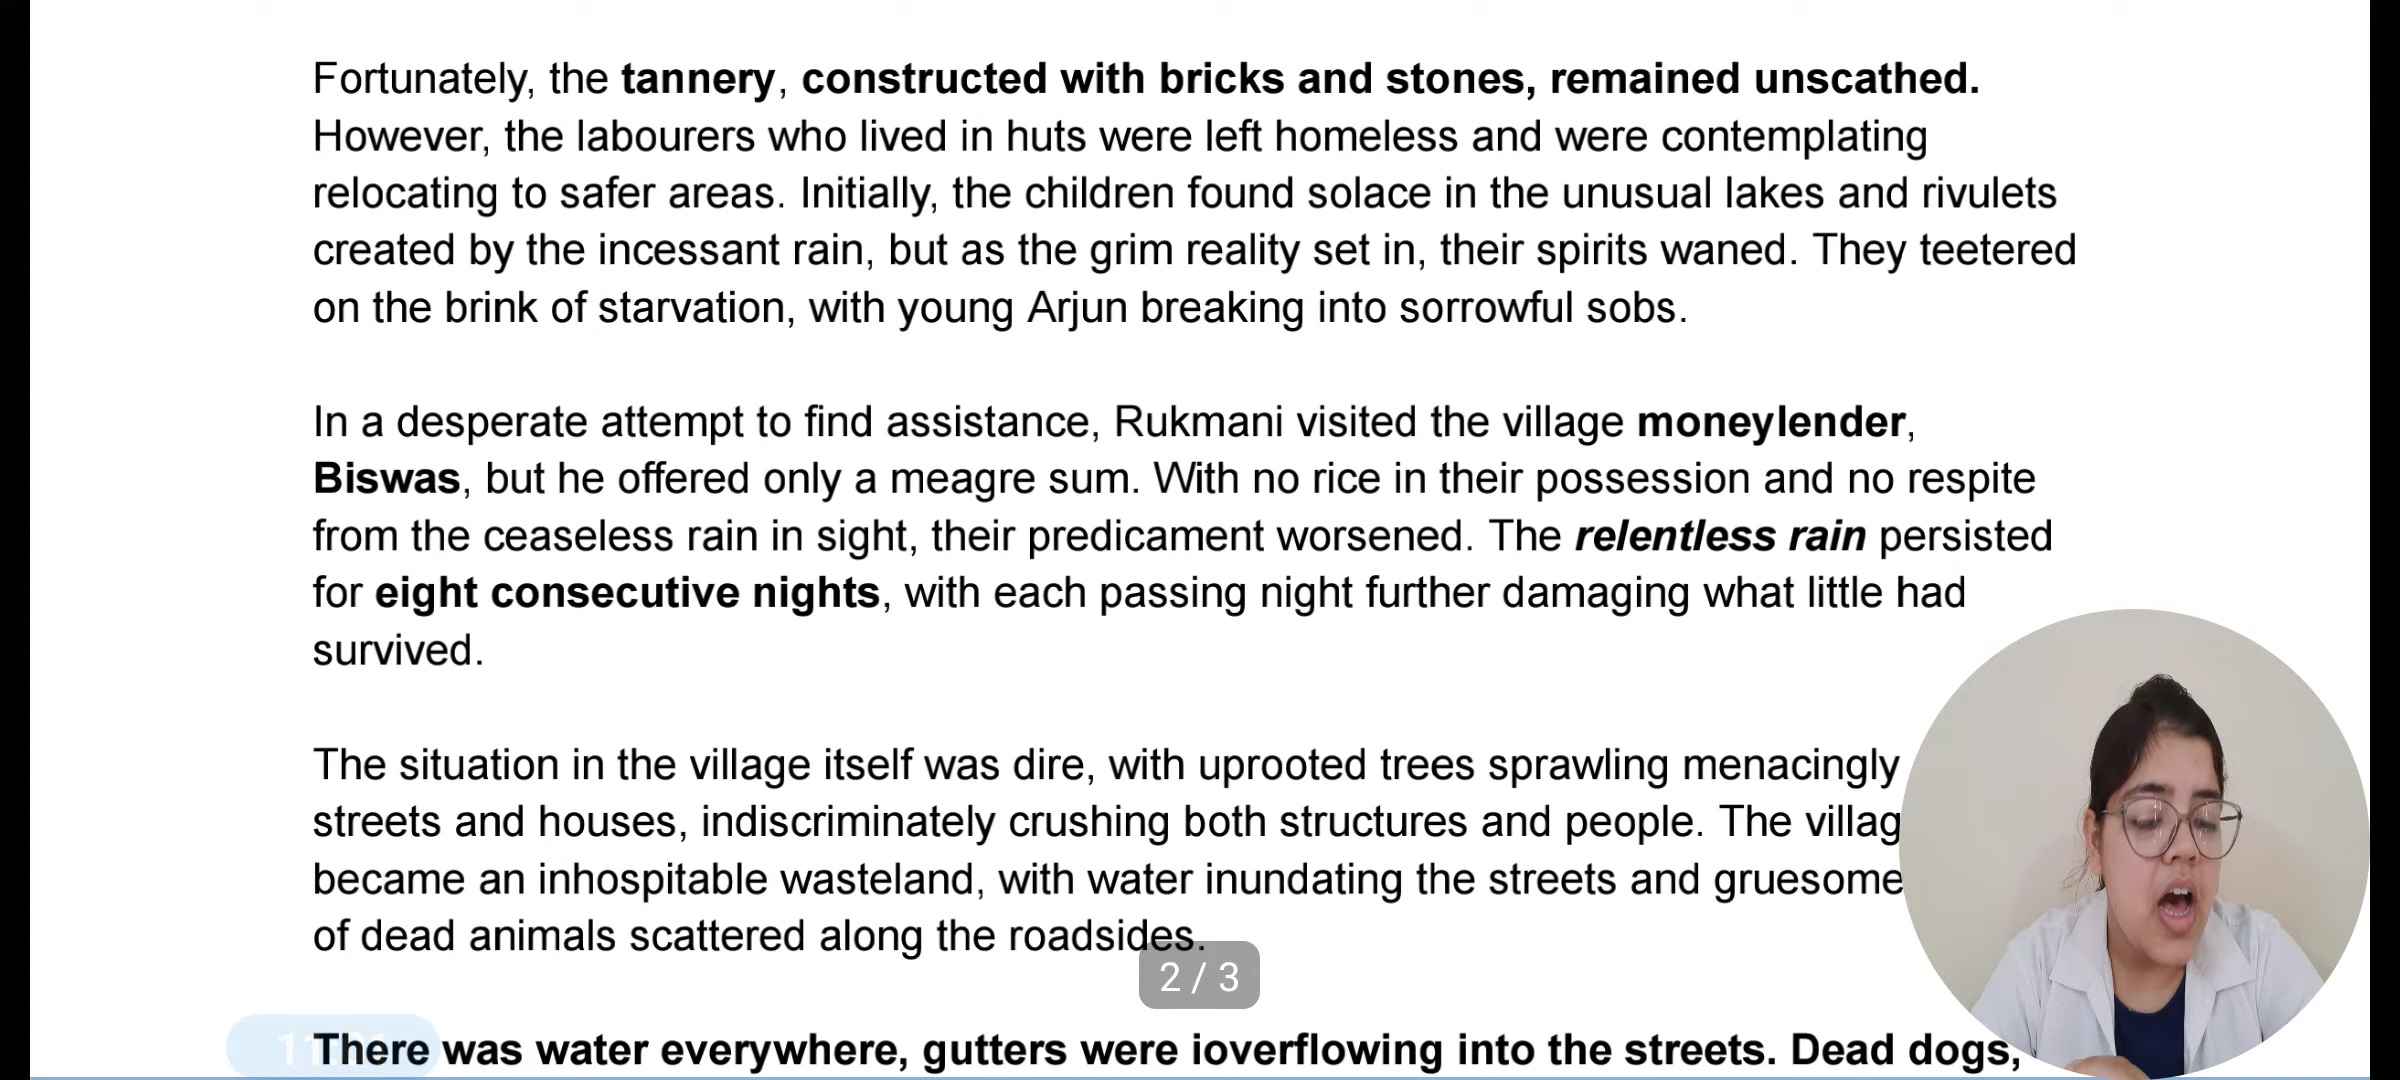 Fortunately, the tannery, constructed with bricks and stones, remained unscathed.
However, the labourers who lived in huts were left homeless and were contemplating
relocating to safer areas. Initially, the children found solace in the unusual lakes and rivulets
created by the incessant rain, but as the grim reality set in, their spirits waned. They teetered
on the brink of starvation, with young Arjun breaking into sorrowful sobs.
In a desperate attempt to find assistance, Rukmani visited the village moneylender,
Biswas, but he offered only a meagre sum. With no rice in their possession and no respite
from the ceaseless rain in sight, their predicament worsened. The relentless rain persisted
for eight consecutive nights, with each passing night further damaging what little had
survived.
The situation in the village itself was dire, with uprooted trees sprawling menacingly
streets and houses, indiscriminately crushing both structures and people. The villag
became an inhospitable wasteland, with water inundating the streets and gruesome
of dead animals scattered along the roadsides.
2 / 3
There was water everywhere, gutters were ioverflowing into the streets. Dead dogs,